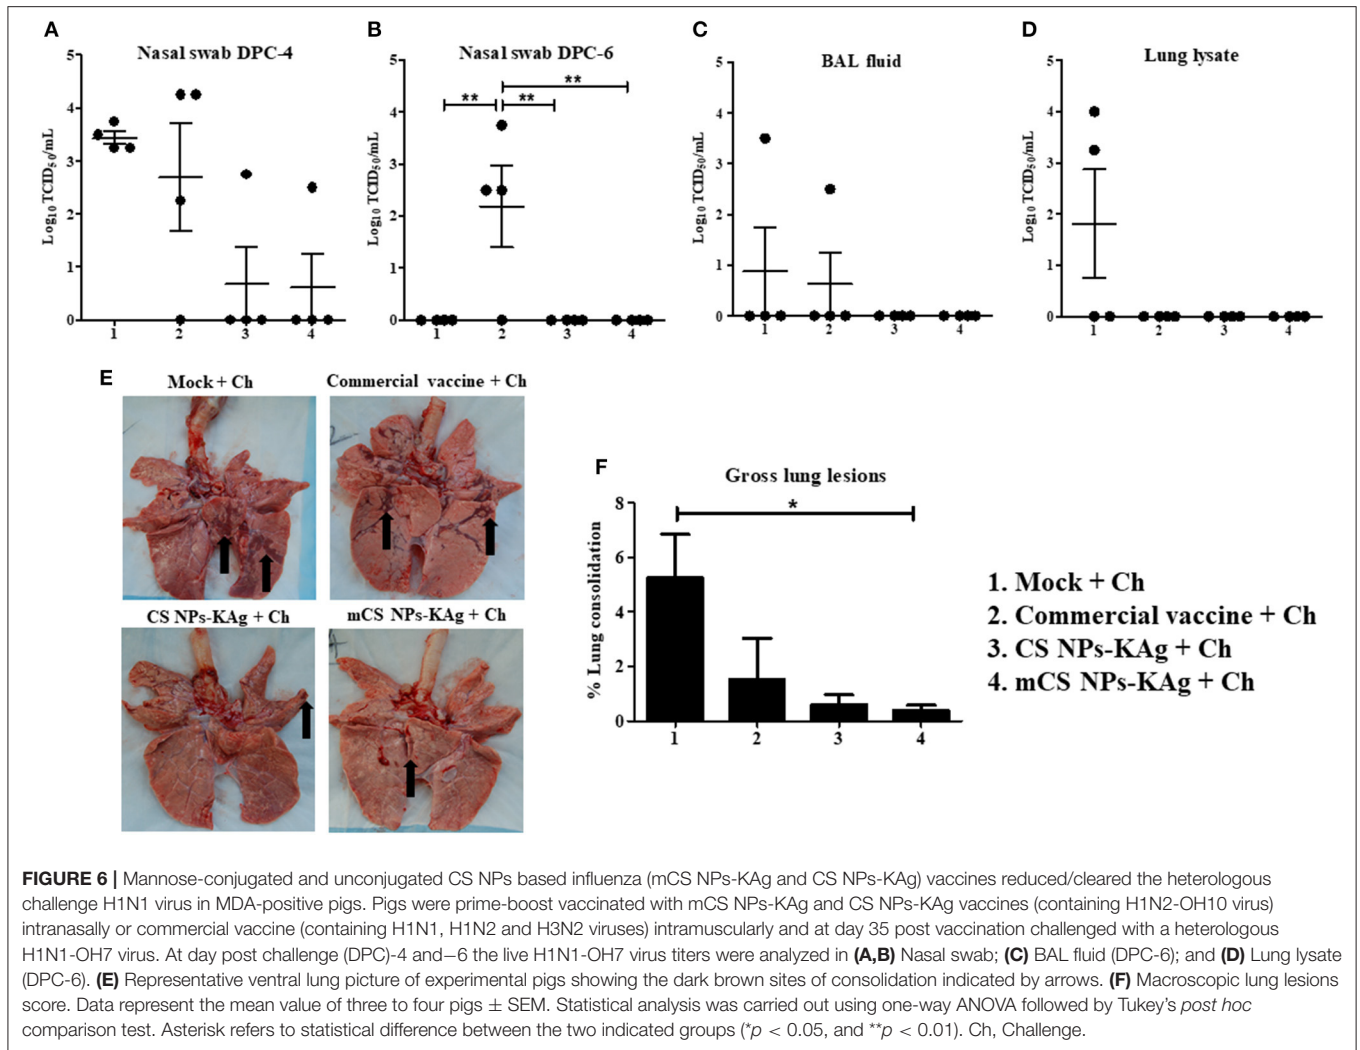 A
Nasal swab DPC-4
Log10 TCID50/mL
5
4
3
2
1
0
1 2 3 4
B
Nasal swab DPC-6
Log10 TCID50/mL
5
4
3
2
1
0
** ** **
1 2 3 4
C
BAL fluid
Log10 TCID50/mL
5
4
3
2
1
0
1 2 3 4
D
Lung lysate
Log10 TCID50/mL
5
4
3
2
1
0
1 2 3 4
E
Mock + Ch
Commercial vaccine + Ch
CS NPs-KAg + Ch
mCS NPs-KAg + Ch
F
Gross lung lesions
% Lung consolidation
8
6
4
2
0
*
1 2 3 4
1. Mock + Ch
2. Commercial vaccine + Ch
3. CS NPs-KAg + Ch
4. mCS NPs-KAg + Ch
FIGURE 6 | Mannose-conjugated and unconjugated CS NPs based influenza (mCS NPs-KAg and CS NPs-KAg) vaccines reduced/cleared the heterologous
challenge H1N1 virus in MDA-positive pigs. Pigs were prime-boost vaccinated with mCS NPs-KAg and CS NPs-KAg vaccines (containing H1N2-OH10 virus)
intranasally or commercial vaccine (containing H1N1, H1N2 and H3N2 viruses) intramuscularly and at day 35 post vaccination challenged with a heterologous
H1N1-OH7 virus. At day post challenge (DPC)-4 and−6 the live H1N1-OH7 virus titers were analyzed in (A,B) Nasal swab; (C) BAL fluid (DPC-6); and (D) Lung lysate
(DPC-6). (E) Representative ventral lung picture of experimental pigs showing the dark brown sites of consolidation indicated by arrows. (F) Macroscopic lung lesions
score. Data represent the mean value of three to four pigs ± SEM. Statistical analysis was carried out using one-way ANOVA followed by Tukey's post hoc
comparison test. Asterisk refers to statistical difference between the two indicated groups (*p < 0.05, and **p < 0.01). Ch, Challenge.